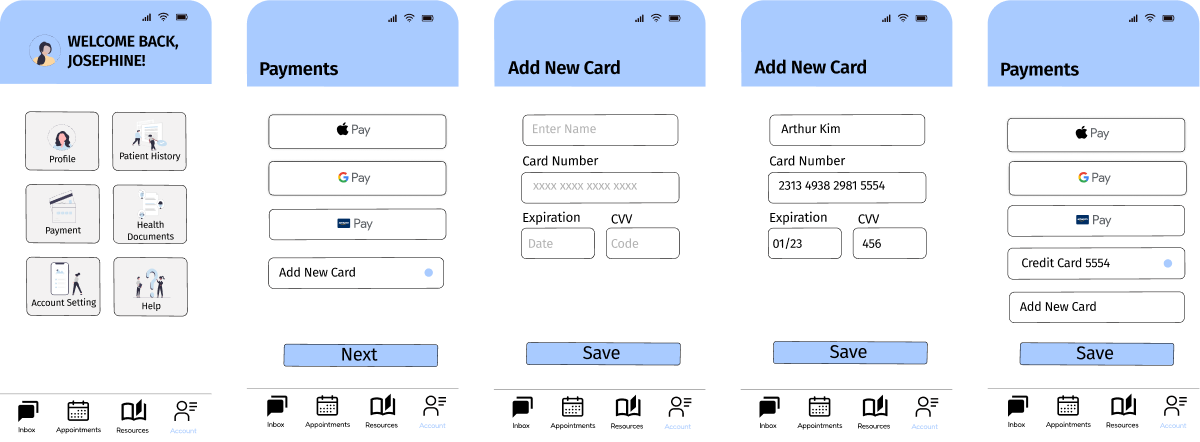 WELCOME BACK,
JOSEPHINE!
Profile
Patient History
Payment
Health
Documents
Account Setting
Help
Inbox
Appointments
Resources
Account
Payments
Pay
G Pay
Pay
Add New Card
Next
Inbox
Appointments
Resources
Account
Add New Card
Enter Name
Card Number
xxxx xxxx xxxx xxxx
Expiration
CVV
Date
Code
Save
Inbox
Appointments
Resources
Account
Add New Card
Arthur Kim
Card Number
2313 4938 2981 5554
Expiration
CVV
01/23
456
Save
Inbox
Appointments
Resources
Account
Payments
Pay
G Pay
Pay
Credit Card 5554
Add New Card
Save
Inbox
Appointments
Resources
Account